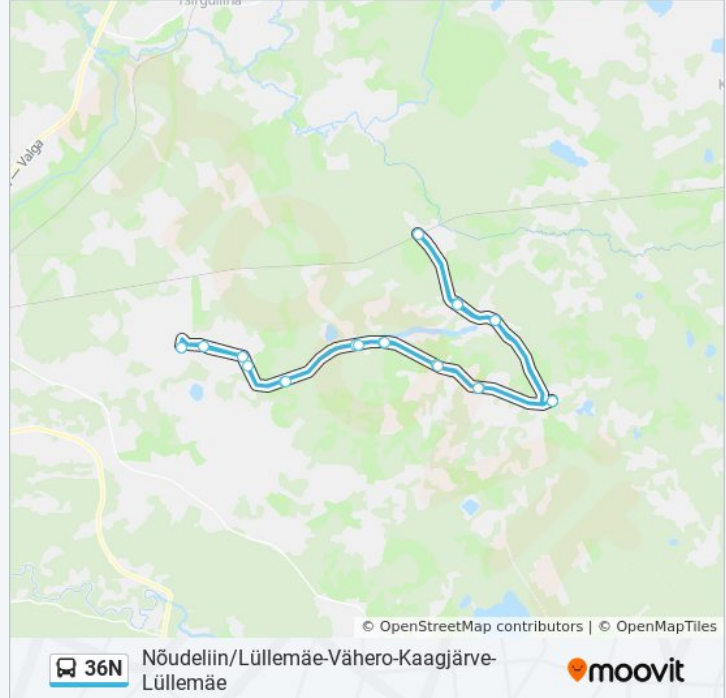 Tsirguliina
Valga
© OpenStreetMap contributors | © OpenMapTiles
36N
Nõudeliin/Lüllemäe-Vähero-Kaagjärve-
Lüllemäe
moovit